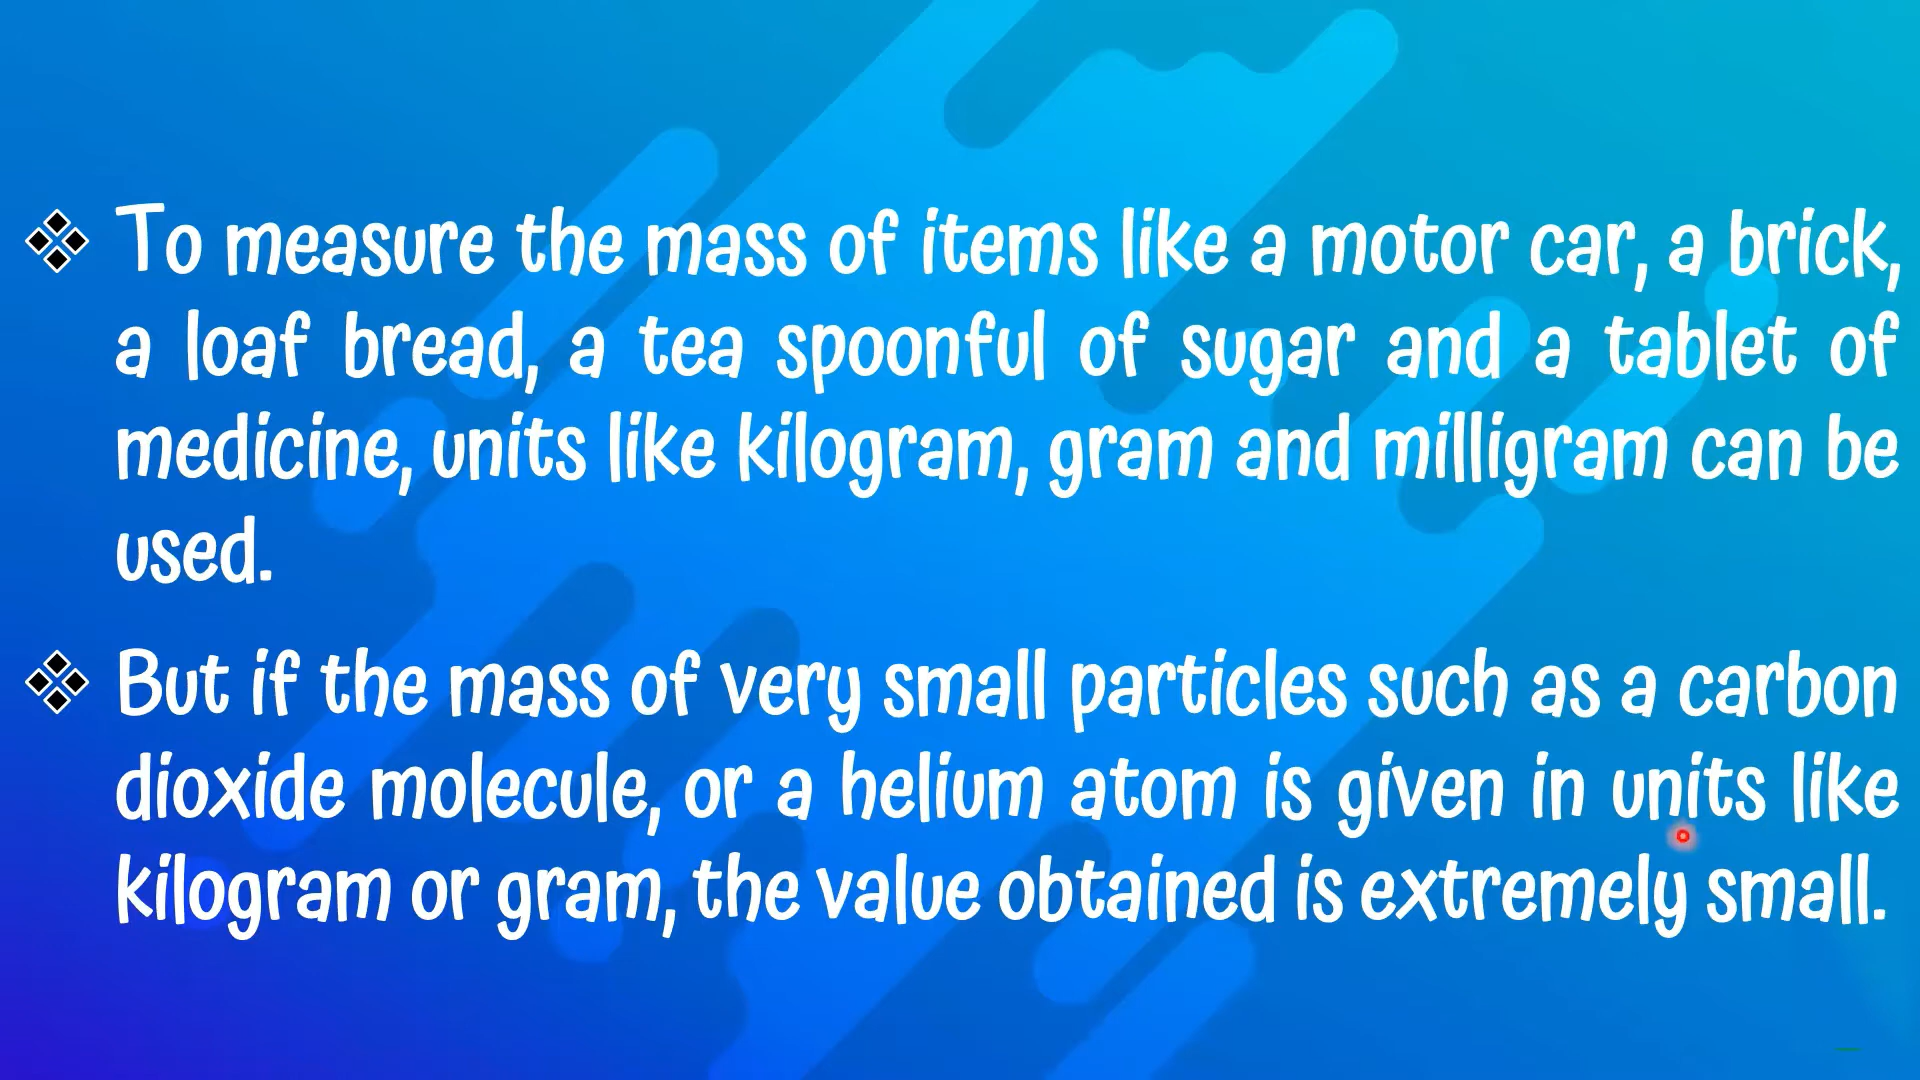 To measure the mass of items like a motor car, a brick,
a loaf bread, a tea spoonful of sugar and a tablet of
medicine, units like kilogram, gram and milligram can be
used.
But if the mass of very small particles such as a carbon
dioxide molecule, or a helium atom is given in units like
kilogram or gram, the value obtained is extremely small.